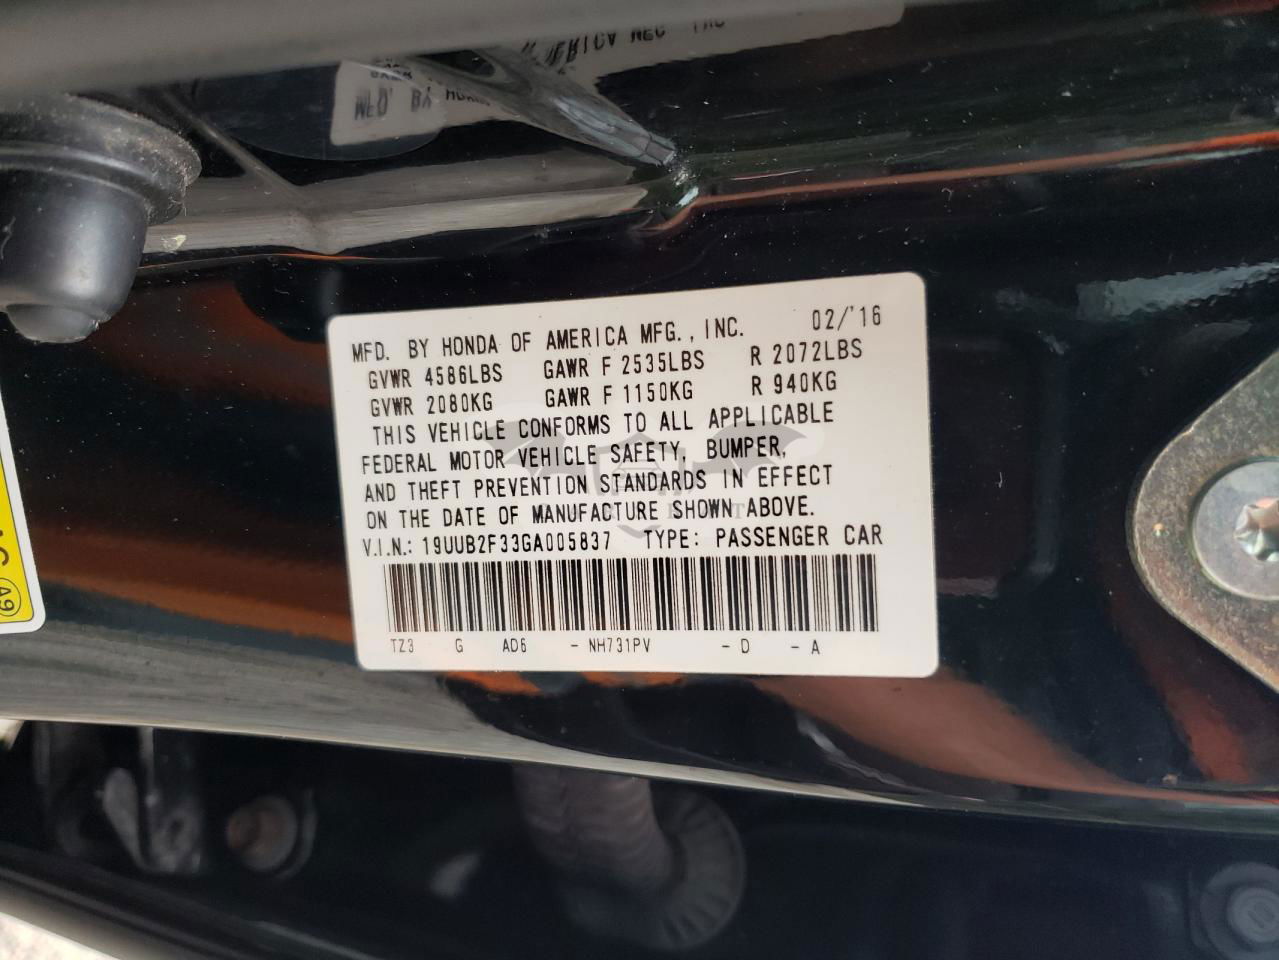 MFD. BY HONDA OF AMERICA MFG., INC. 02/'16
GVWR 4586LBS GAWR F 2535LBS R 2072LBS
GVWR 2080KG GAWR F 1150KG R 940KG
THIS VEHICLE CONFORMS TO ALL APPLICABLE
FEDERAL MOTOR VEHICLE SAFETY, BUMPER,
AND THEFT PREVENTION STANDARDS IN EFFECT
ON THE DATE OF MANUFACTURE SHOWN ABOVE.
V.I.N.: 19UUB2F33GA005837 TYPE: PASSENGER CAR
TZ3 G AD6 - NH731PV - D - A
A9